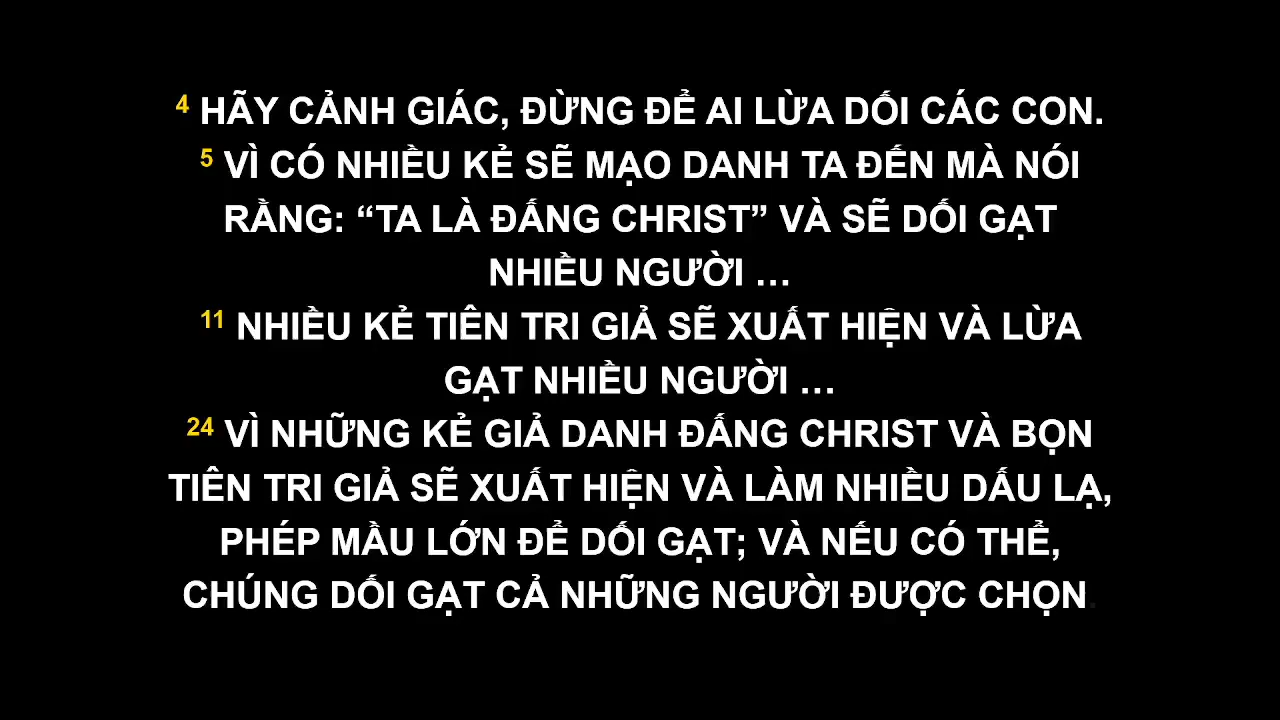 4 HÃY CẢNH GIÁC, ĐỪNG ĐỂ AI LỪA DỐI CÁC CON.
5 VÌ CÓ NHIỀU KẺ SẼ MẠO DANH TA ĐẾN MÀ NÓI
RẰNG: “TA LÀ ĐẤNG CHRIST” VÀ SẼ DỐI GẠT
NHIỀU NGƯỜI …
11 NHIỀU KẺ TIÊN TRI GIẢ SẼ XUẤT HIỆN VÀ LỪA
GẠT NHIỀU NGƯỜI …
24 VÌ NHỮNG KẺ GIẢ DANH ĐẤNG CHRIST VÀ BỌN
TIÊN TRI GIẢ SẼ XUẤT HIỆN VÀ LÀM NHIỀU DẤU LẠ,
PHÉP MẦU LỚN ĐỂ DỐI GẠT; VÀ NẾU CÓ THỂ,
CHÚNG DỐI GẠT CẢ NHỮNG NGƯỜI ĐƯỢC CHỌN.